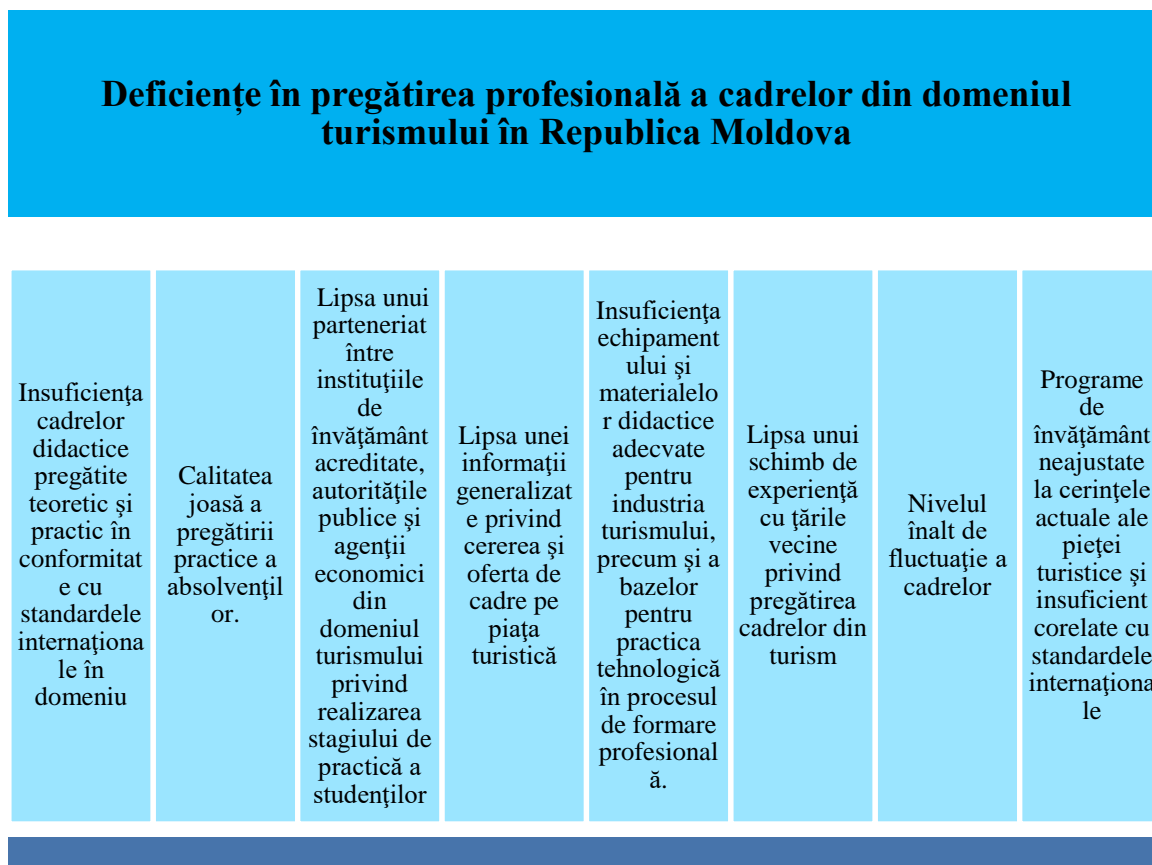 Deficiențe în pregătirea profesională a cadrelor din domeniul
turismului în Republica Moldova
Insuficienţa
cadrelor
didactice
pregătite
teoretic şi
practic în
conformitat
e cu
standardele
internaţiona
le în
domeniu
Calitatea
joasă a
pregătirii
practice a
absolvenţil
or.
Lipsa unui
parteneriat
între
instituţiile
de
învăţământ
acreditate,
autorităţile
publice şi
agenţii
economici
din
domeniul
turismului
privind
realizarea
stagiului de
practică a
studenţilor
Lipsa unei
informaţii
generalizat
e privind
cererea şi
oferta de
cadre pe
piaţa
turistică
Insuficienţa
echipament
ului şi
materialelo
r didactice
adecvate
pentru
industria
turismului,
precum şi a
bazelor
pentru
practica
tehnologică
în procesul
de formare
profesional
ă.
Lipsa unui
schimb de
experienţă
cu ţările
vecine
privind
pregătirea
cadrelor din
turism
Nivelul
înalt de
fluctuaţie a
cadrelor
Programe
de
învăţământ
neajustate
la cerinţele
actuale ale
pieţei
turistice şi
insuficient
corelate cu
standardele
internaţiona
le